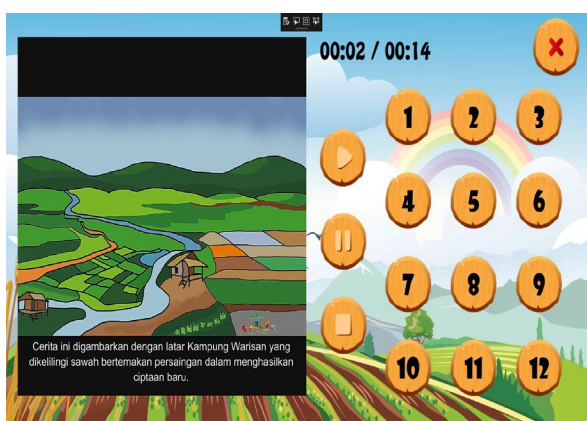 00:02 / 00:14
1 2 3
4 5 6
7 8 9
10 11 12
Cerita ini digambarkan dengan latar Kampung Warisan yang
dikelilingi sawah bertemakan persaingan dalam menghasilkan
ciptaan baru.